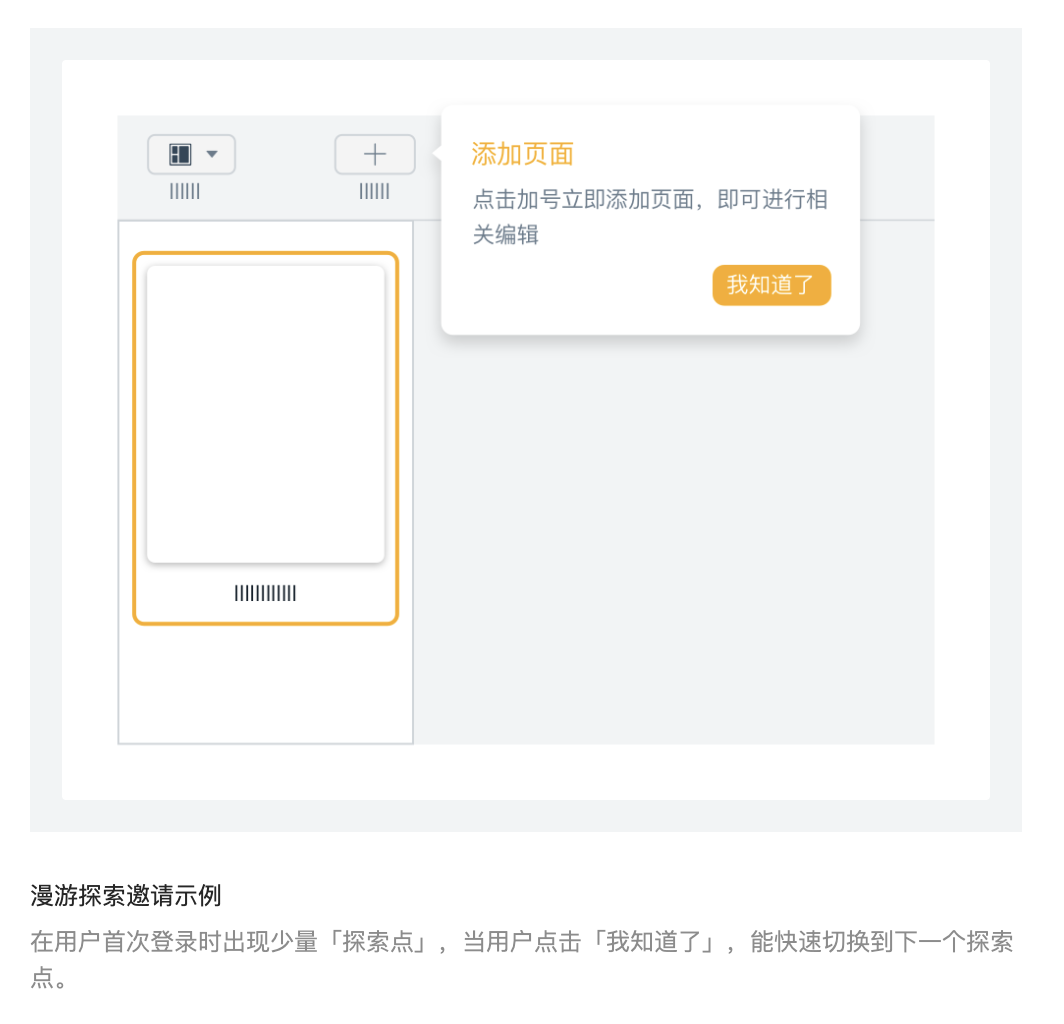 添加页面
点击加号立即添加页面，即可进行相
关编辑
我知道了
漫游探索邀请示例
在用户首次登录时出现少量「探索点」，当用户点击「我知道了」，能快速切换到下一个探索
点。